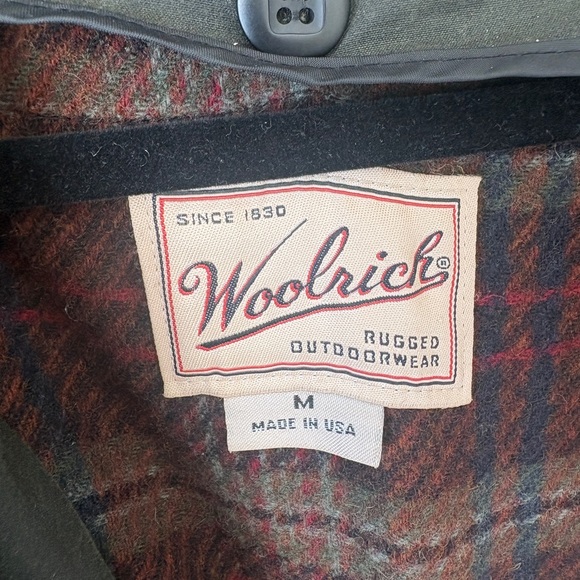 SINCE 1830
Woolrich®
RUGGED
OUTDOORWEAR
M
MADE IN USA